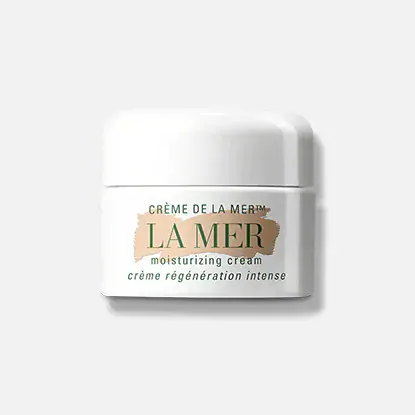 CRÈME DE LA MER™
LA MER
moisturizing cream
crème régénération intense